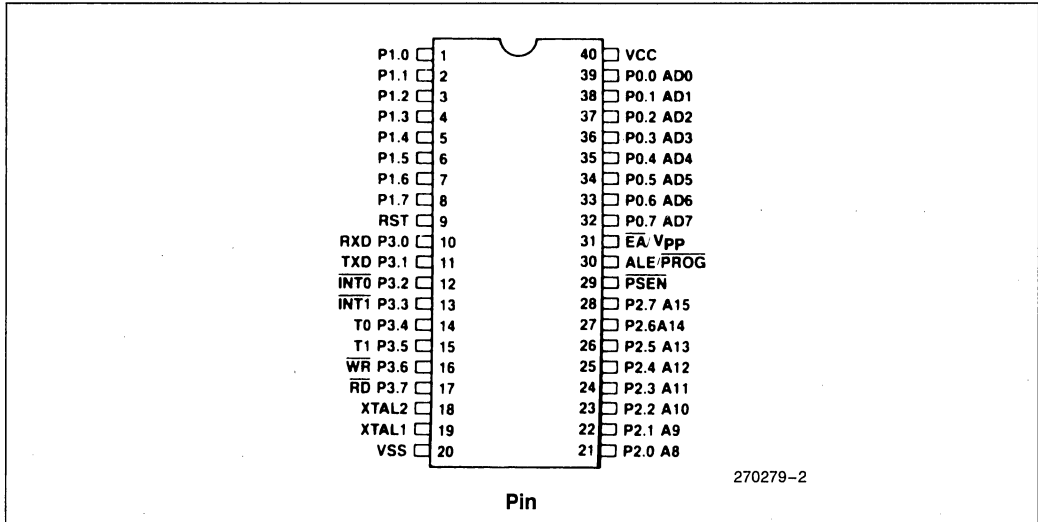 P1.0 1 40 VCC
P1.1 2 39 P0.0 AD0
P1.2 3 38 P0.1 AD1
P1.3 4 37 P0.2 AD2
P1.4 5 36 P0.3 AD3
P1.5 6 35 P0.4 AD4
P1.6 7 34 P0.5 AD5
P1.7 8 33 P0.6 AD6
RST 9 32 P0.7 AD7
RXD P3.0 10 31 E̅A̅/VPP
TXD P3.1 11 30 ALE/P̅R̅O̅G̅
I̅N̅T̅0̅ P3.2 12 29 P̅S̅E̅N̅
I̅N̅T̅1̅ P3.3 13 28 P2.7 A15
T0 P3.4 14 27 P2.6A14
T1 P3.5 15 26 P2.5 A13
W̅R̅ P3.6 16 25 P2.4 A12
R̅D̅ P3.7 17 24 P2.3 A11
XTAL2 18 23 P2.2 A10
XTAL1 19 22 P2.1 A9
VSS 20 21 P2.0 A8
270279–2
Pin